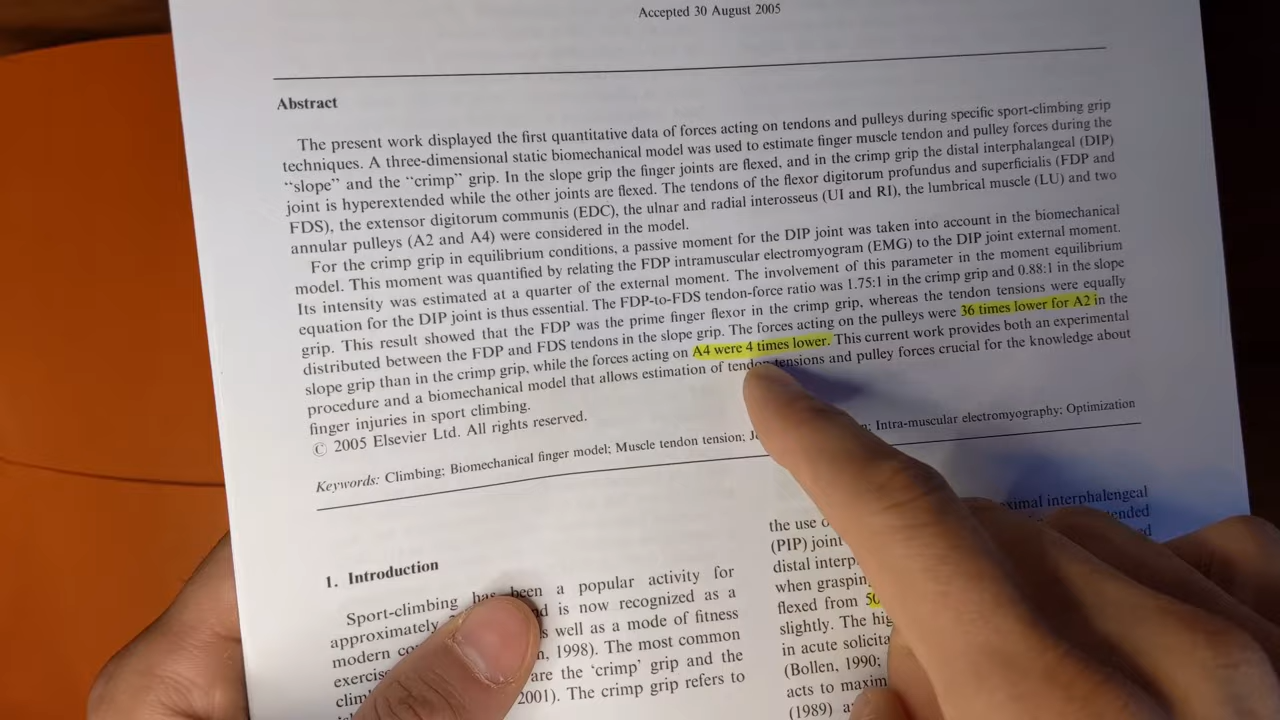 Accepted 30 August 2005
Abstract
The present work displayed the first quantitative data of forces acting on tendons and pulleys during specific sport-climbing grip
techniques. A three-dimensional static biomechanical model was used to estimate finger muscle tendon and pulley forces during the
“slope” and the “crimp” grip. In the slope grip the finger joints are flexed, and in the crimp grip the distal interphalangeal (DIP)
joint is hyperextended while the other joints are flexed. The tendons of the flexor digitorum profundus and superficialis (FDP and
FDS), the extensor digitorum communis (EDC), the ulnar and radial interosseus (UI and RI), the lumbrical muscle (LU) and two
annular pulleys (A2 and A4) were considered in the model.
For the crimp grip in equilibrium conditions, a passive moment for the DIP joint was taken into account in the biomechanical
model. This moment was quantified by relating the FDP intramuscular electromyogram (EMG) to the DIP joint external moment.
Its intensity was estimated at a quarter of the external moment. The involvement of this parameter in the moment equilibrium
equation for the DIP joint is thus essential. The FDP-to-FDS tendon-force ratio was 1.75:1 in the crimp grip and 0.88:1 in the slope
grip. This result showed that the FDP was the prime finger flexor in the crimp grip, whereas the tendon tensions were equally
distributed between the FDP and FDS tendons in the slope grip. The forces acting on the pulleys were 36 times lower for A2 in the
slope grip than in the crimp grip, while the forces acting on A4 were 4 times lower. This current work provides both an experimental
procedure and a biomechanical model that allows estimation of tendon tensions and pulley forces crucial for the knowledge about
finger injuries in sport climbing.
© 2005 Elsevier Ltd. All rights reserved.
Keywords: Climbing; Biomechanical finger model; Muscle tendon tension; Intra-muscular electromyography; Optimization
1. Introduction
Sport-climbing has been a popular activity for
approximately and is now recognized as a
modern as well as a mode of fitness
1998). The most common
are the ‘crimp’ grip and the
2001). The crimp grip refers to
the use interphalengeal
(PIP) joint
distal
when
flexed from 50
slightly. The
in acute
(Bollen, 1990;
acts to
(1989)